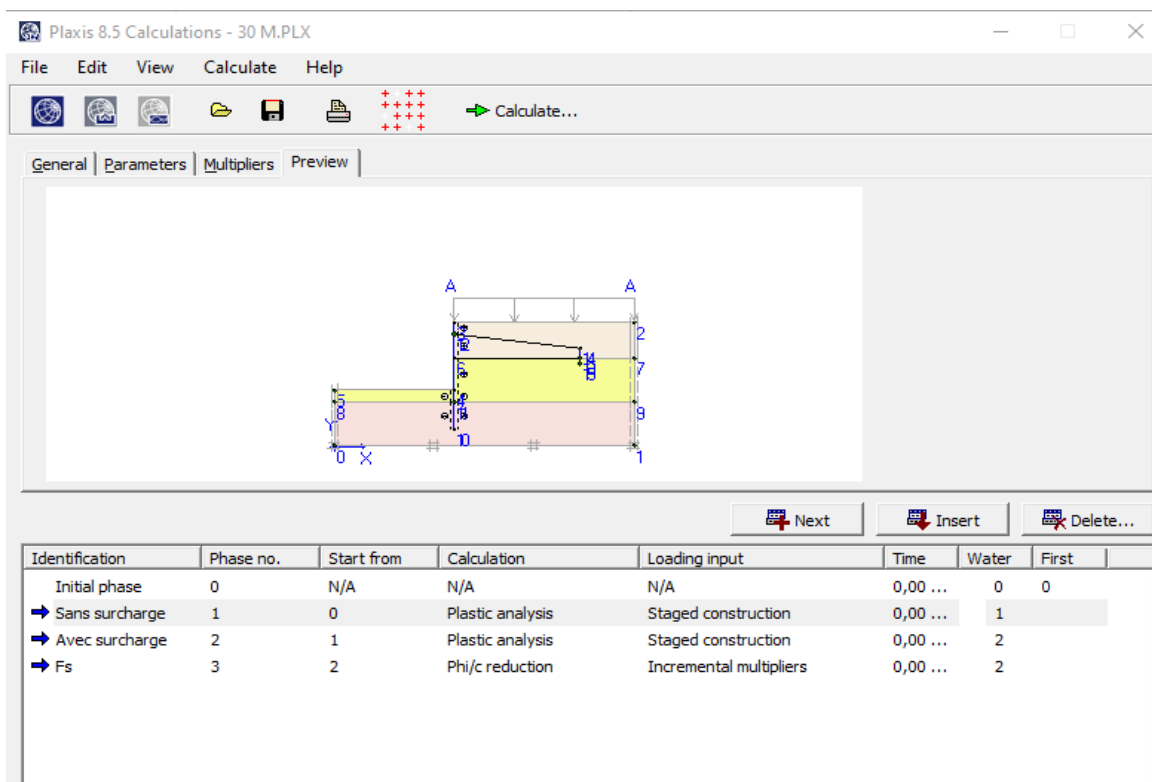 Plaxis 8.5 Calculations - 30 M.PLX
File Edit View Calculate Help
Calculate...
General Parameters Multipliers Preview
A A
2
12
7
5
8
9
Y
10
0 X 1
Next Insert Delete...
Identification Phase no. Start from Calculation Loading input Time Water First
Initial phase 0 N/A N/A N/A 0,00 ... 0 0
Sans surcharge 1 0 Plastic analysis Staged construction 0,00 ... 1
Avec surcharge 2 1 Plastic analysis Staged construction 0,00 ... 2
Fs 3 2 Phi/c reduction Incremental multipliers 0,00 ... 2